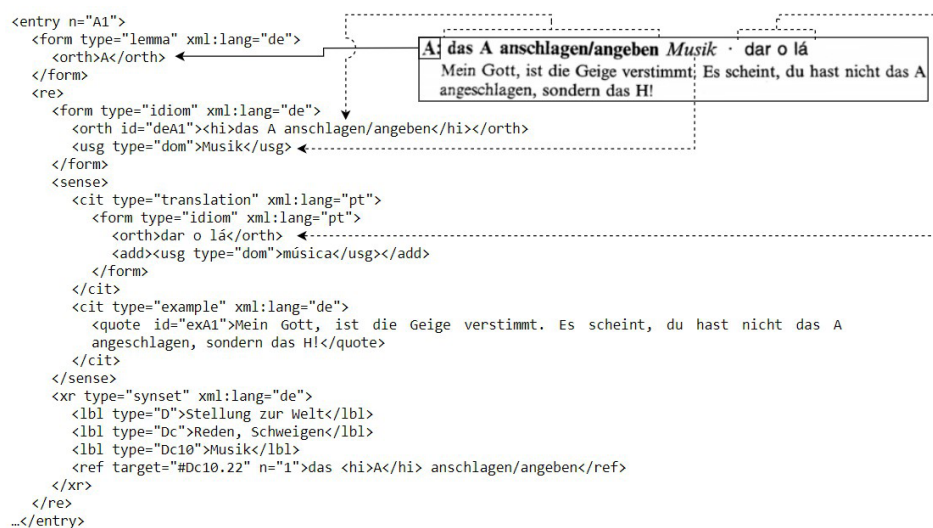 <entry n="A1">
<form type="lemma" xml:lang="de">
<orth>A</orth>
</form>
<re>
<form type="idiom" xml:lang="de">
<orth id="deA1"><hi>das A anschlagen/angeben</hi></orth>
<usg type="dom">Musik</usg>
</form>
<sense>
<cit type="translation" xml:lang="pt">
<form type="idiom" xml:lang="pt">
<orth>dar o lá</orth>
<add><usg type="dom">música</usg></add>
</form>
</cit>
<cit type="example" xml:lang="de">
<quote id="exA1">Mein Gott, ist die Geige verstimmt. Es scheint, du hast nicht das A
angeschlagen, sondern das H!</quote>
</cit>
</sense>
<xr type="synset" xml:lang="de">
<lbl type="D">Stellung zur Welt</lbl>
<lbl type="Dc">Reden, Schweigen</lbl>
<lbl type="Dc10">Musik</lbl>
<ref target="#Dc10.22" n="1">das <hi>A</hi> anschlagen/angeben</ref>
</xr>
</re>
…</entry>
A: das A anschlagen/angeben Musik · dar o lá
Mein Gott, ist die Geige verstimmt. Es scheint, du hast nicht das A
angeschlagen, sondern das H!